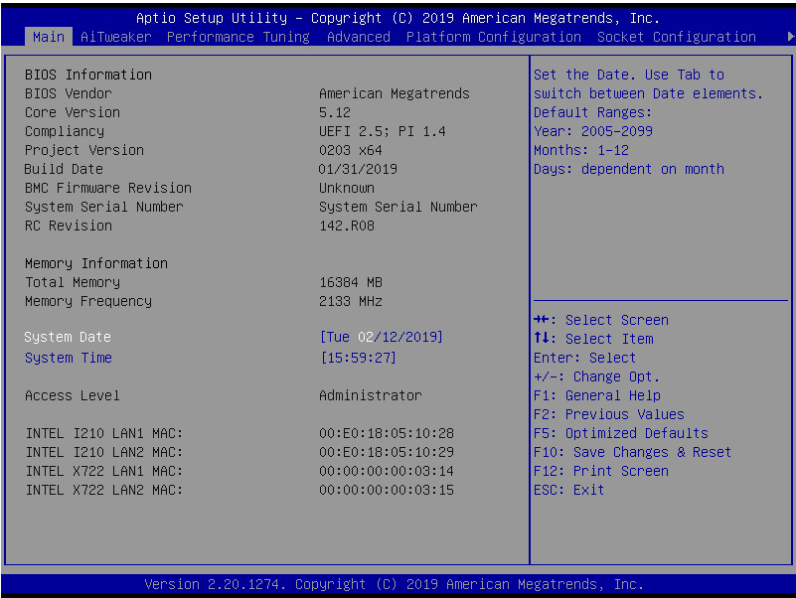 Aptio Setup Utility – Copyright (C) 2019 American Megatrends, Inc.
Main AiTweaker Performance Tuning Advanced Platform Configuration Socket Configuration
BIOS Information
BIOS Vendor American Megatrends
Core Version 5.12
Compliancy UEFI 2.5; PI 1.4
Project Version 0203 x64
Build Date 01/31/2019
BMC Firmware Revision Unknown
System Serial Number System Serial Number
RC Revision 142.R08
Memory Information
Total Memory 16384 MB
Memory Frequency 2133 MHz
System Date [Tue 02/12/2019]
System Time [15:59:27]
Access Level Administrator
INTEL I210 LAN1 MAC: 00:E0:18:05:10:28
INTEL I210 LAN2 MAC: 00:E0:18:05:10:29
INTEL X722 LAN1 MAC: 00:00:00:00:03:14
INTEL X722 LAN2 MAC: 00:00:00:00:03:15
Set the Date. Use Tab to
switch between Date elements.
Default Ranges:
Year: 2005-2099
Months: 1-12
Days: dependent on month
→←: Select Screen
↑↓: Select Item
Enter: Select
+/-: Change Opt.
F1: General Help
F2: Previous Values
F5: Optimized Defaults
F10: Save Changes & Reset
F12: Print Screen
ESC: Exit
Version 2.20.1274. Copyright (C) 2019 American Megatrends, Inc.